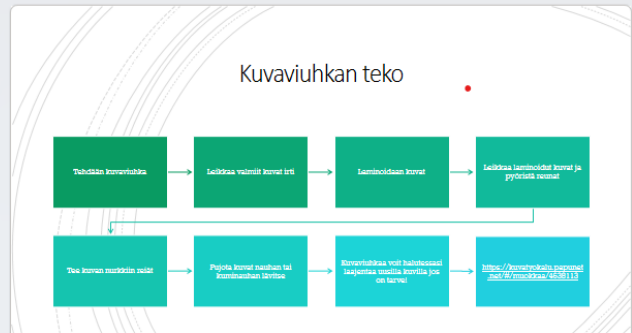 Kuvaviuhkan teko
Tehdään kuvaviuhka
Leikkaa valmiit kuvat irti
Laminoidaan kuvat
Leikkaa laminoidut kuvat ja
pyöristä reunat
Tee kuvan nurkkiin reiät
Pujota kuvat nauhan tai
kuminauhan lävitse
Kuvaviuhkaa voit halutessasi
laajentaa uusilla kuvilla jos
on tarve!
https://kuvatyokalu.papunet
.net/#/muokkaa/4638113